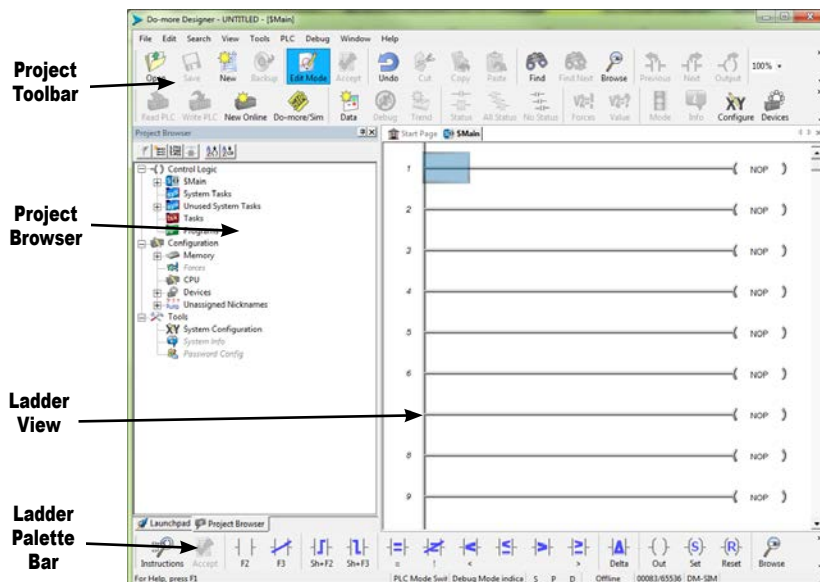 Do-more Designer - UNTITLED - [$Main]
File Edit Search View Tools PLC Debug Window Help
Project Toolbar
Open Save New Backup Edit Mode Accept Undo Cut Copy Paste Find Find Next Browse Previous Next Output 100%
Read PLC Write PLC New Online Do-more/Sim Data Debug Trend Status All Status No Status Forces Value Mode Info Configure Devices
Project Browser
Start Page $Main
Project Browser
Control Logic
$Main
System Tasks
Unused System Tasks
Tasks
Programs
Configuration
Memory
Forces
CPU
Devices
Unassigned Nicknames
Tools
XY System Configuration
System Info
Password Config
1 NOP
2 NOP
3 NOP
4 NOP
5 NOP
6 NOP
Ladder View
7 NOP
8 NOP
9 NOP
Launchpad Project Browser
Ladder Palette Bar
Instructions Accept F2 F3 Sh+F2 Sh+F3 = ! < > Delta Out Set Reset Browse
For Help, press F1 PLC Mode Swit Debug Mode indica S P D Offline 00083/65536 DM-SIM